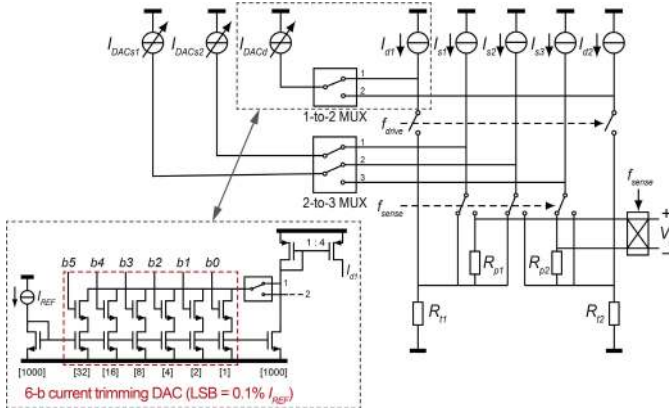 I_DACs1 I_DACs2 I_DACd I_d1 I_s1 I_s2 I_s3 I_d2
1
2
1-to-2 MUX
f_drive
1
2
3
2-to-3 MUX
f_sense
f_sense
+
V
−
R_p1 R_p2
R_t1 R_t2
b5 b4 b3 b2 b1 b0
1 : 4
I_d1
1
2
I_REF
[1000] [32] [16] [8] [4] [2] [1] [1000]
6-b current trimming DAC (LSB = 0.1% I_REF)